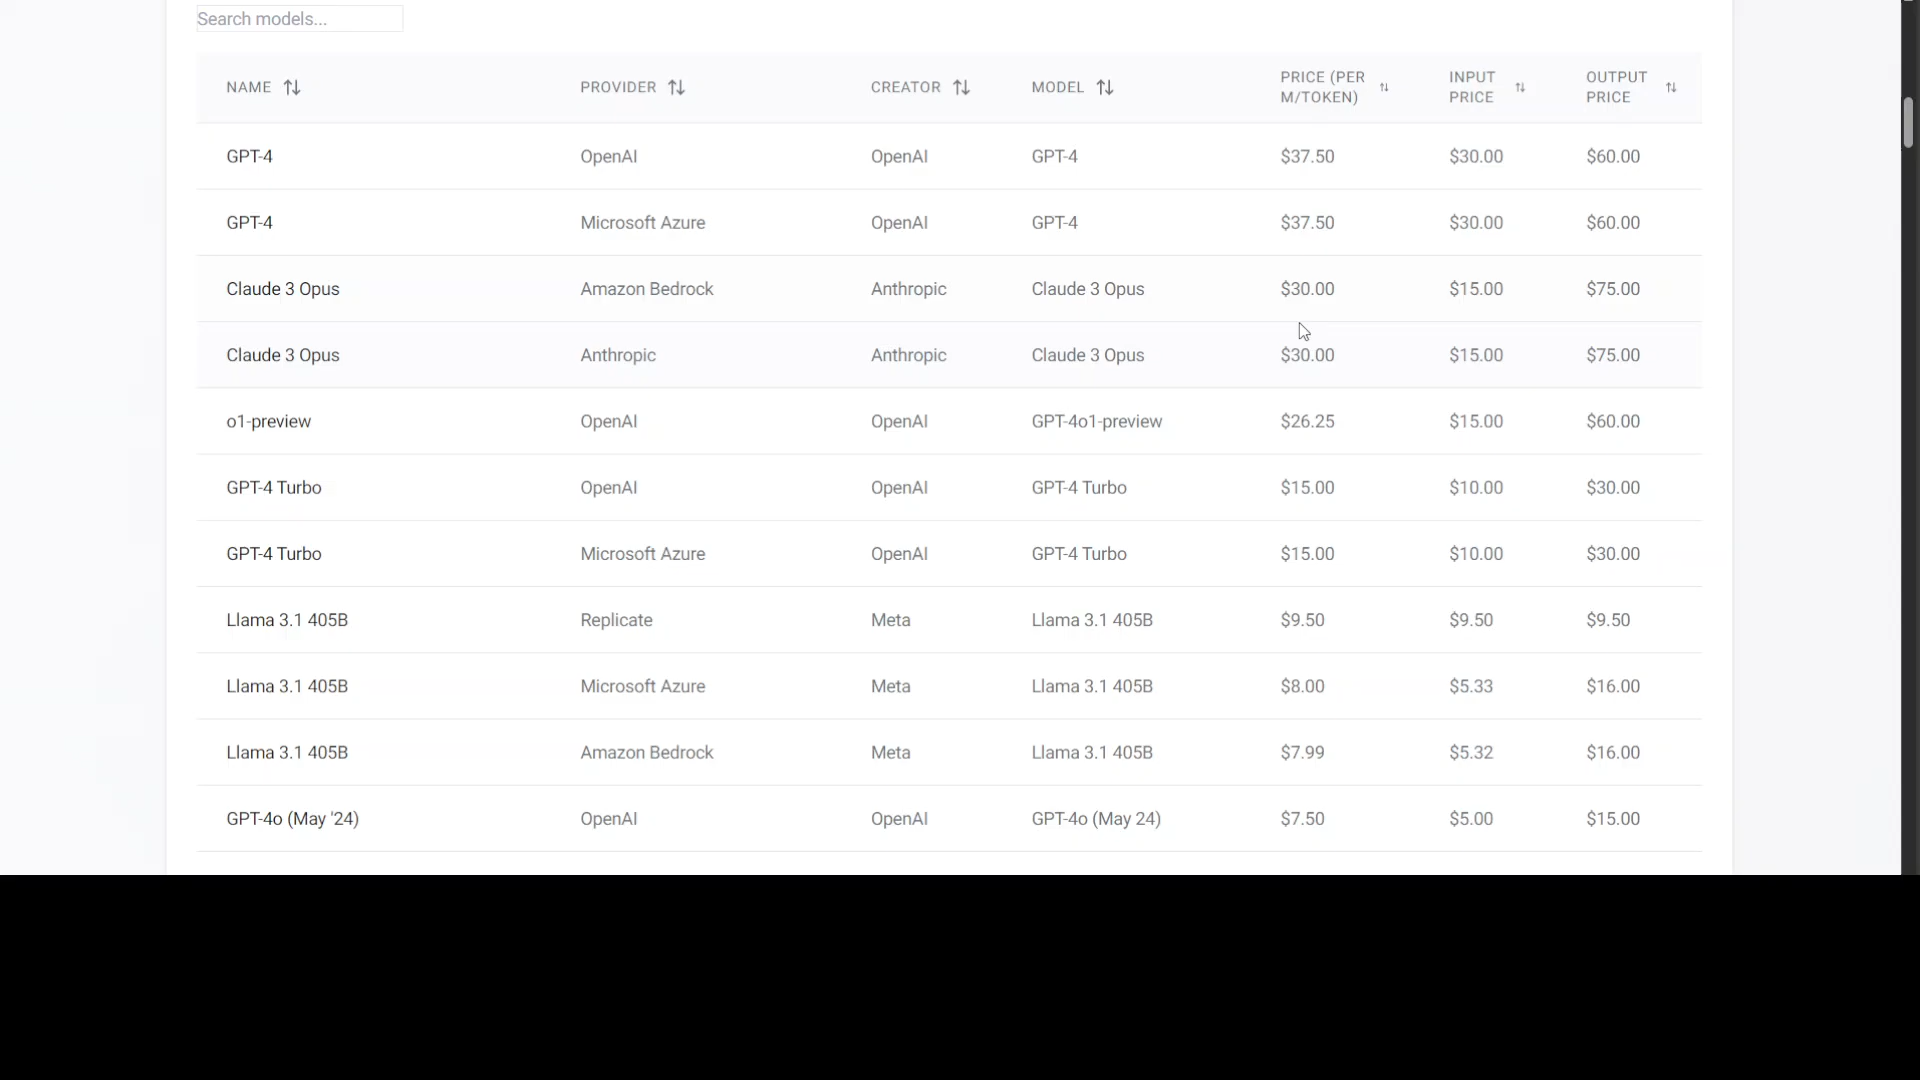 Search models...
NAME PROVIDER CREATOR MODEL PRICE (PER M/TOKEN) INPUT PRICE OUTPUT PRICE
GPT-4 OpenAI OpenAI GPT-4 $37.50 $30.00 $60.00
GPT-4 Microsoft Azure OpenAI GPT-4 $37.50 $30.00 $60.00
Claude 3 Opus Amazon Bedrock Anthropic Claude 3 Opus $30.00 $15.00 $75.00
Claude 3 Opus Anthropic Anthropic Claude 3 Opus $30.00 $15.00 $75.00
o1-preview OpenAI OpenAI GPT-4o1-preview $26.25 $15.00 $60.00
GPT-4 Turbo OpenAI OpenAI GPT-4 Turbo $15.00 $10.00 $30.00
GPT-4 Turbo Microsoft Azure OpenAI GPT-4 Turbo $15.00 $10.00 $30.00
Llama 3.1 405B Replicate Meta Llama 3.1 405B $9.50 $9.50 $9.50
Llama 3.1 405B Microsoft Azure Meta Llama 3.1 405B $8.00 $5.33 $16.00
Llama 3.1 405B Amazon Bedrock Meta Llama 3.1 405B $7.99 $5.32 $16.00
GPT-4o (May '24) OpenAI OpenAI GPT-4o (May 24) $7.50 $5.00 $15.00